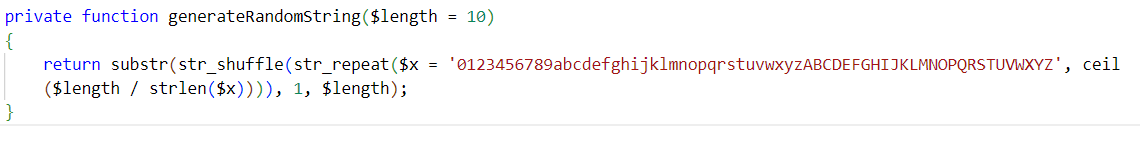 private function generateRandomString($length = 10)
{
return substr(str_shuffle(str_repeat($x = '0123456789abcdefghijklmnopqrstuvwxyzABCDEFGHIJKLMNOPQRSTUVWXYZ', ceil
($length / strlen($x)))), 1, $length);
}